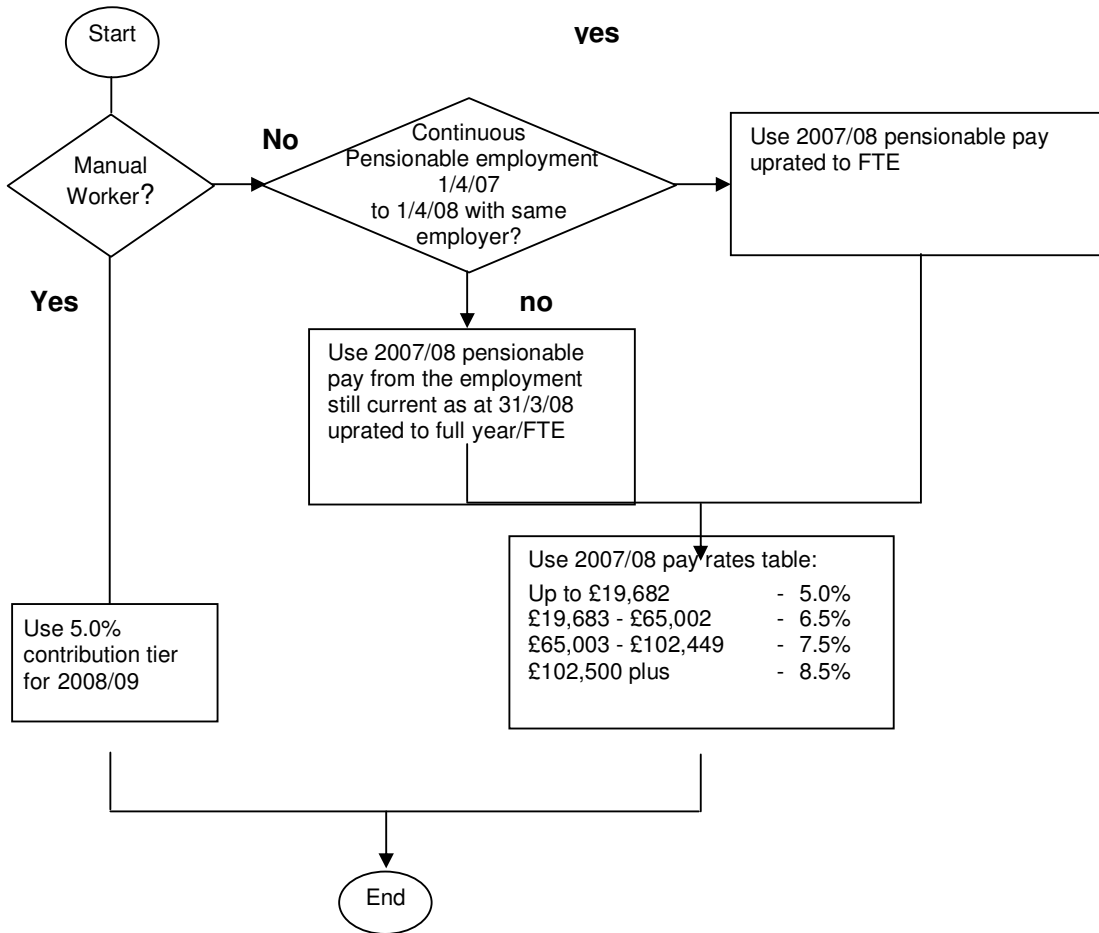 Start
yes
Manual
Worker?
No
Continuous
Pensionable employment
1/4/07
to 1/4/08 with same
employer?
Use 2007/08 pensionable pay
uprated to FTE
Yes
no
Use 2007/08 pensionable
pay from the employment
still current as at 31/3/08
uprated to full year/FTE
Use 5.0%
contribution tier
for 2008/09
Use 2007/08 pay rates table:
Up to £19,682 - 5.0%
£19,683 - £65,002 - 6.5%
£65,003 - £102,449 - 7.5%
£102,500 plus - 8.5%
End